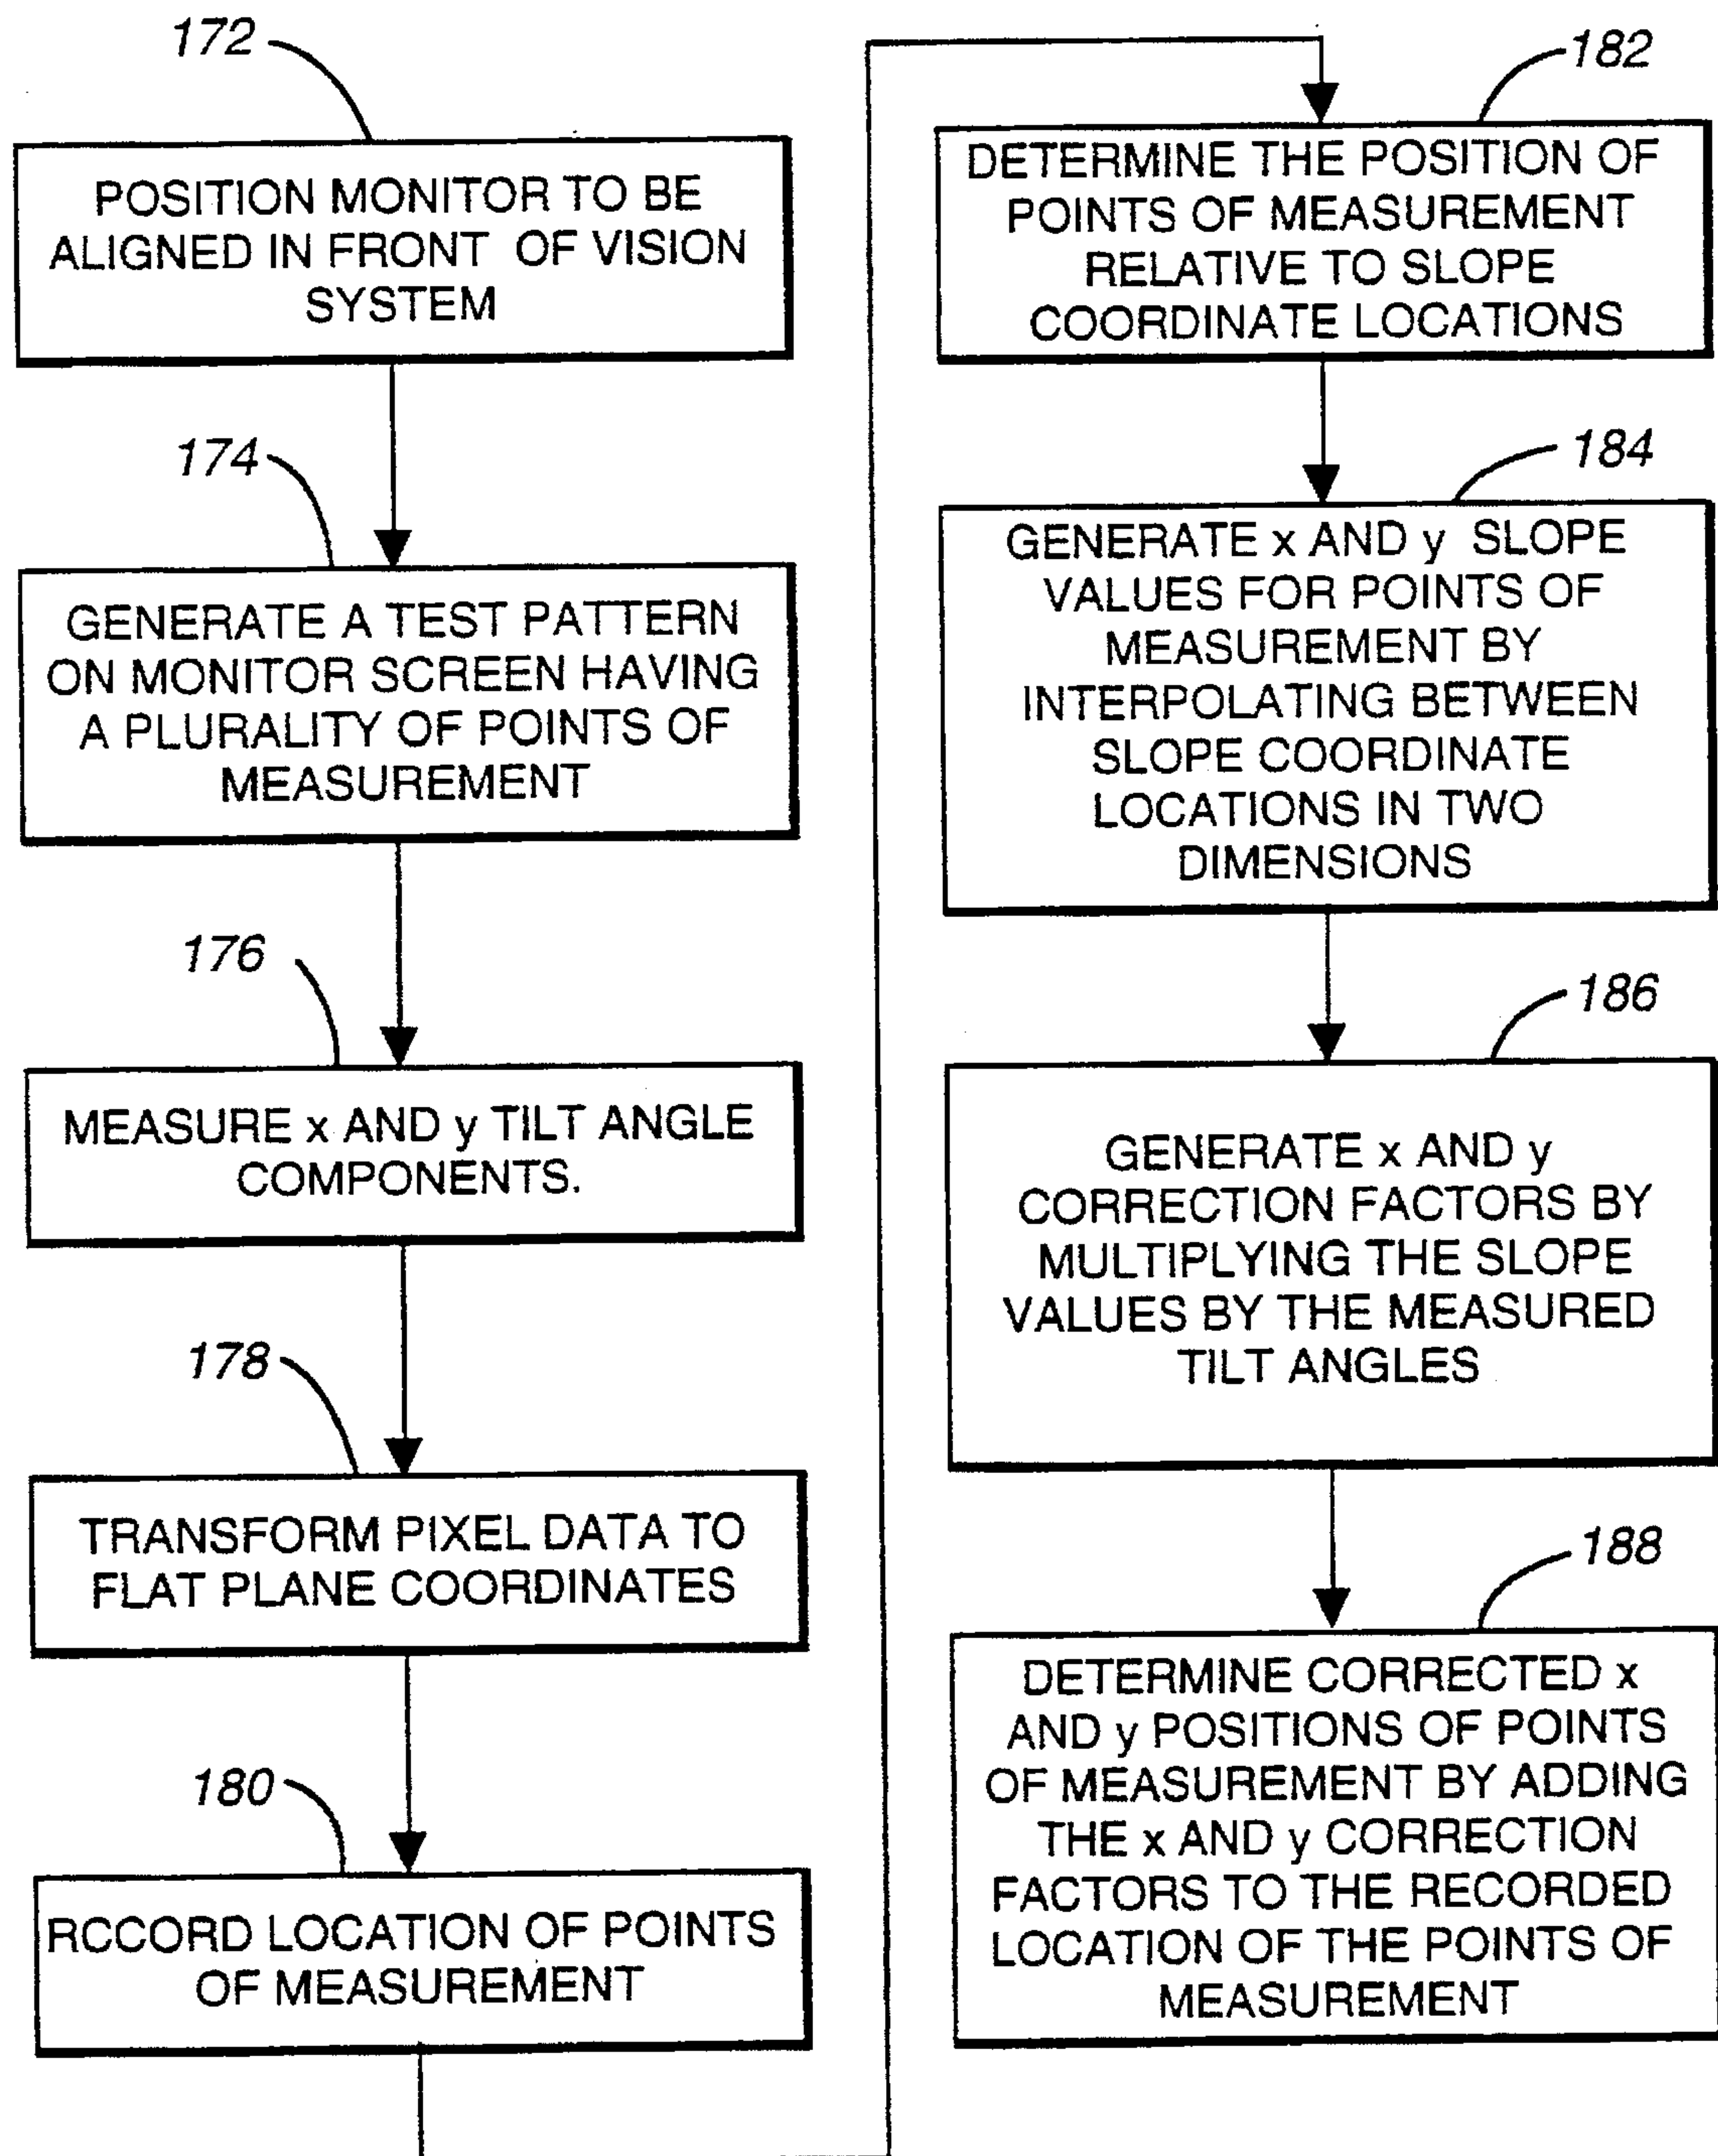 172
POSITION MONITOR TO BE
ALIGNED IN FRONT OF VISION
SYSTEM
174
GENERATE A TEST PATTERN
ON MONITOR SCREEN HAVING
A PLURALITY OF POINTS OF
MEASUREMENT
176
MEASURE x AND y TILT ANGLE
COMPONENTS.
178
TRANSFORM PIXEL DATA TO
FLAT PLANE COORDINATES
180
RCCORD LOCATION OF POINTS
OF MEASUREMENT
182
DETERMINE THE POSITION OF
POINTS OF MEASUREMENT
RELATIVE TO SLOPE
COORDINATE LOCATIONS
184
GENERATE x AND y SLOPE
VALUES FOR POINTS OF
MEASUREMENT BY
INTERPOLATING BETWEEN
SLOPE COORDINATE
LOCATIONS IN TWO
DIMENSIONS
186
GENERATE x AND y
CORRECTION FACTORS BY
MULTIPLYING THE SLOPE
VALUES BY THE MEASURED
TILT ANGLES
188
DETERMINE CORRECTED x
AND y POSITIONS OF POINTS
OF MEASUREMENT BY ADDING
THE x AND y CORRECTION
FACTORS TO THE RECORDED
LOCATION OF THE POINTS OF
MEASUREMENT